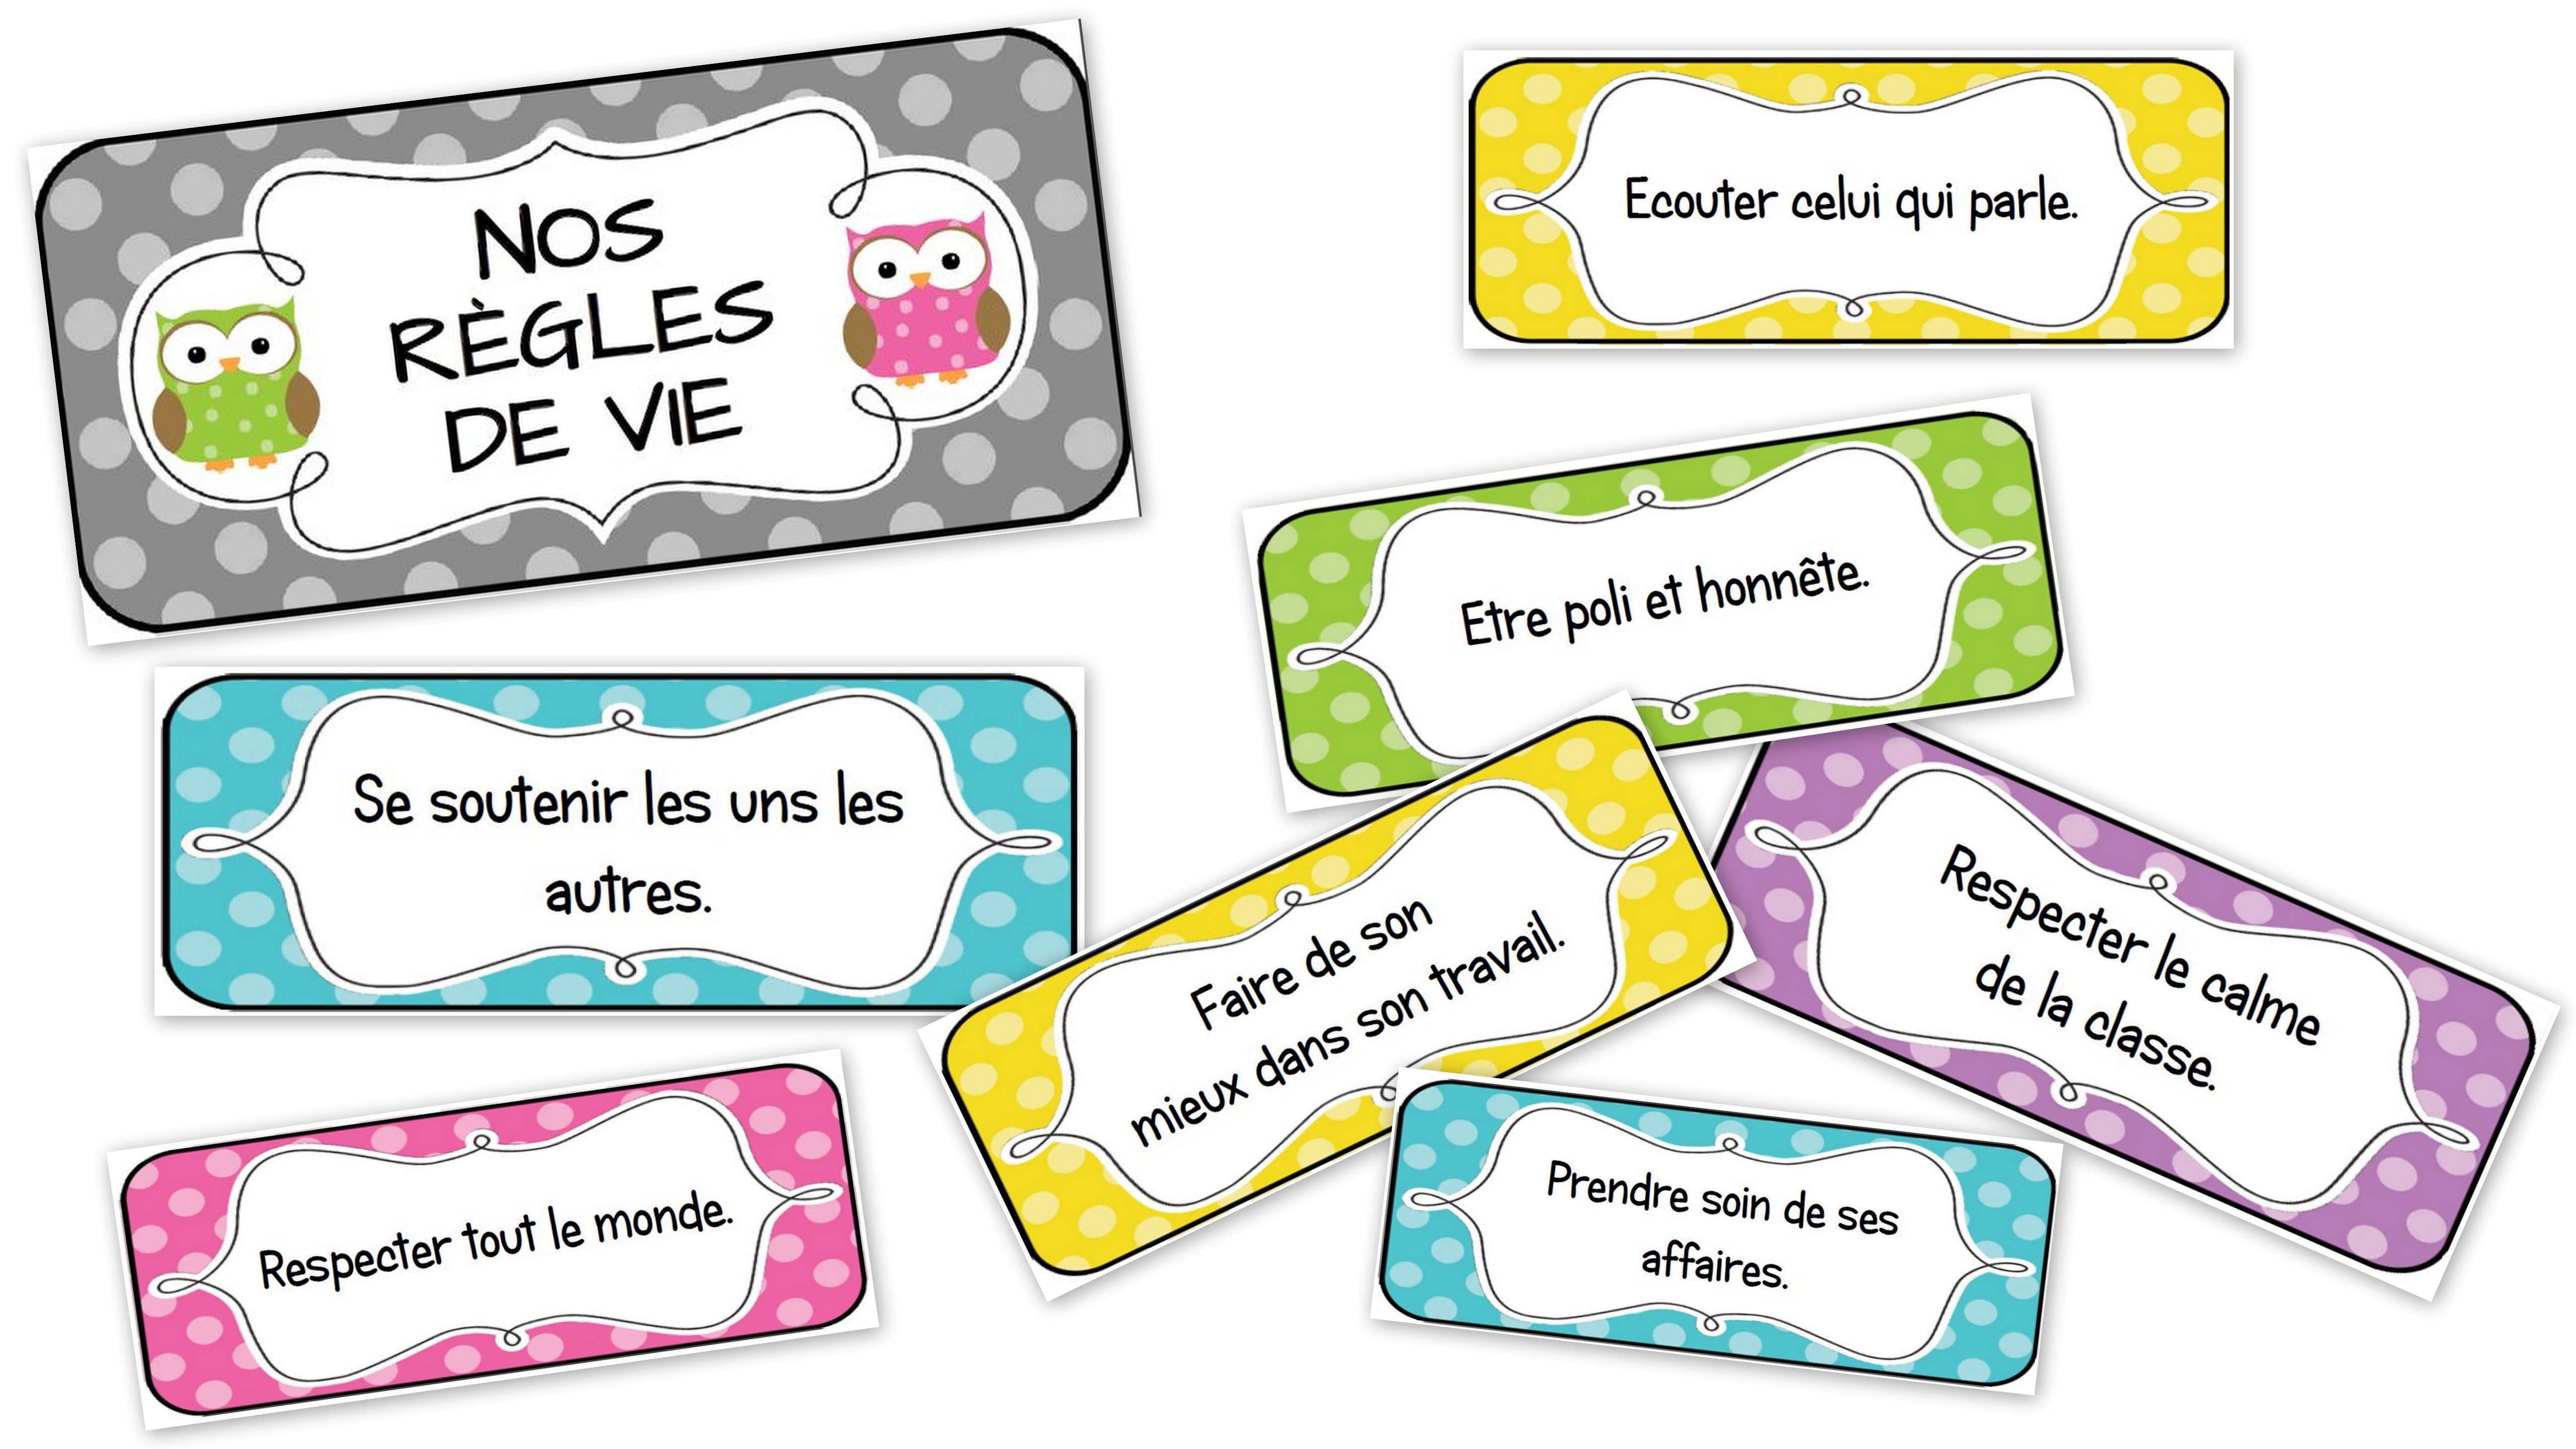 NOS
RÈGLES
DE VIE
Ecouter celui qui parle.
Etre poli et honnête.
Se soutenir les uns les
autres.
Faire de son
mieux dans son travail.
Respecter le calme
de la classe.
Respecter tout le monde.
Prendre soin de ses
affaires.